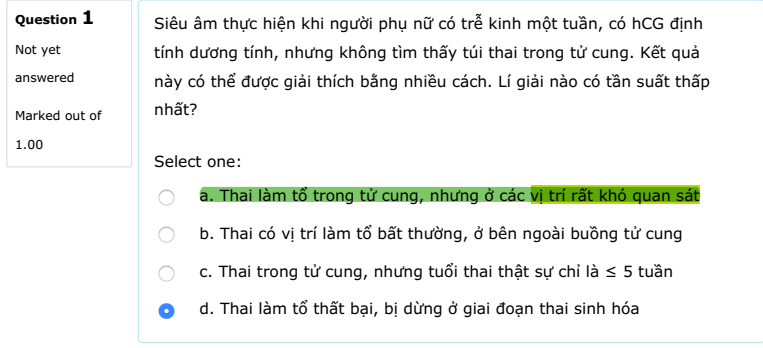 Question 1
Not yet
answered
Marked out of
1.00
Siêu âm thực hiện khi người phụ nữ có trễ kinh một tuần, có hCG định
tính dương tính, nhưng không tìm thấy túi thai trong tử cung. Kết quả
này có thể được giải thích bằng nhiều cách. Lí giải nào có tần suất thấp
nhất?
Select one:
a. Thai làm tổ trong tử cung, nhưng ở các vị trí rất khó quan sát
b. Thai có vị trí làm tổ bất thường, ở bên ngoài buồng tử cung
c. Thai trong tử cung, nhưng tuổi thai thật sự chỉ là ≤ 5 tuần
d. Thai làm tổ thất bại, bị dừng ở giai đoạn thai sinh hóa